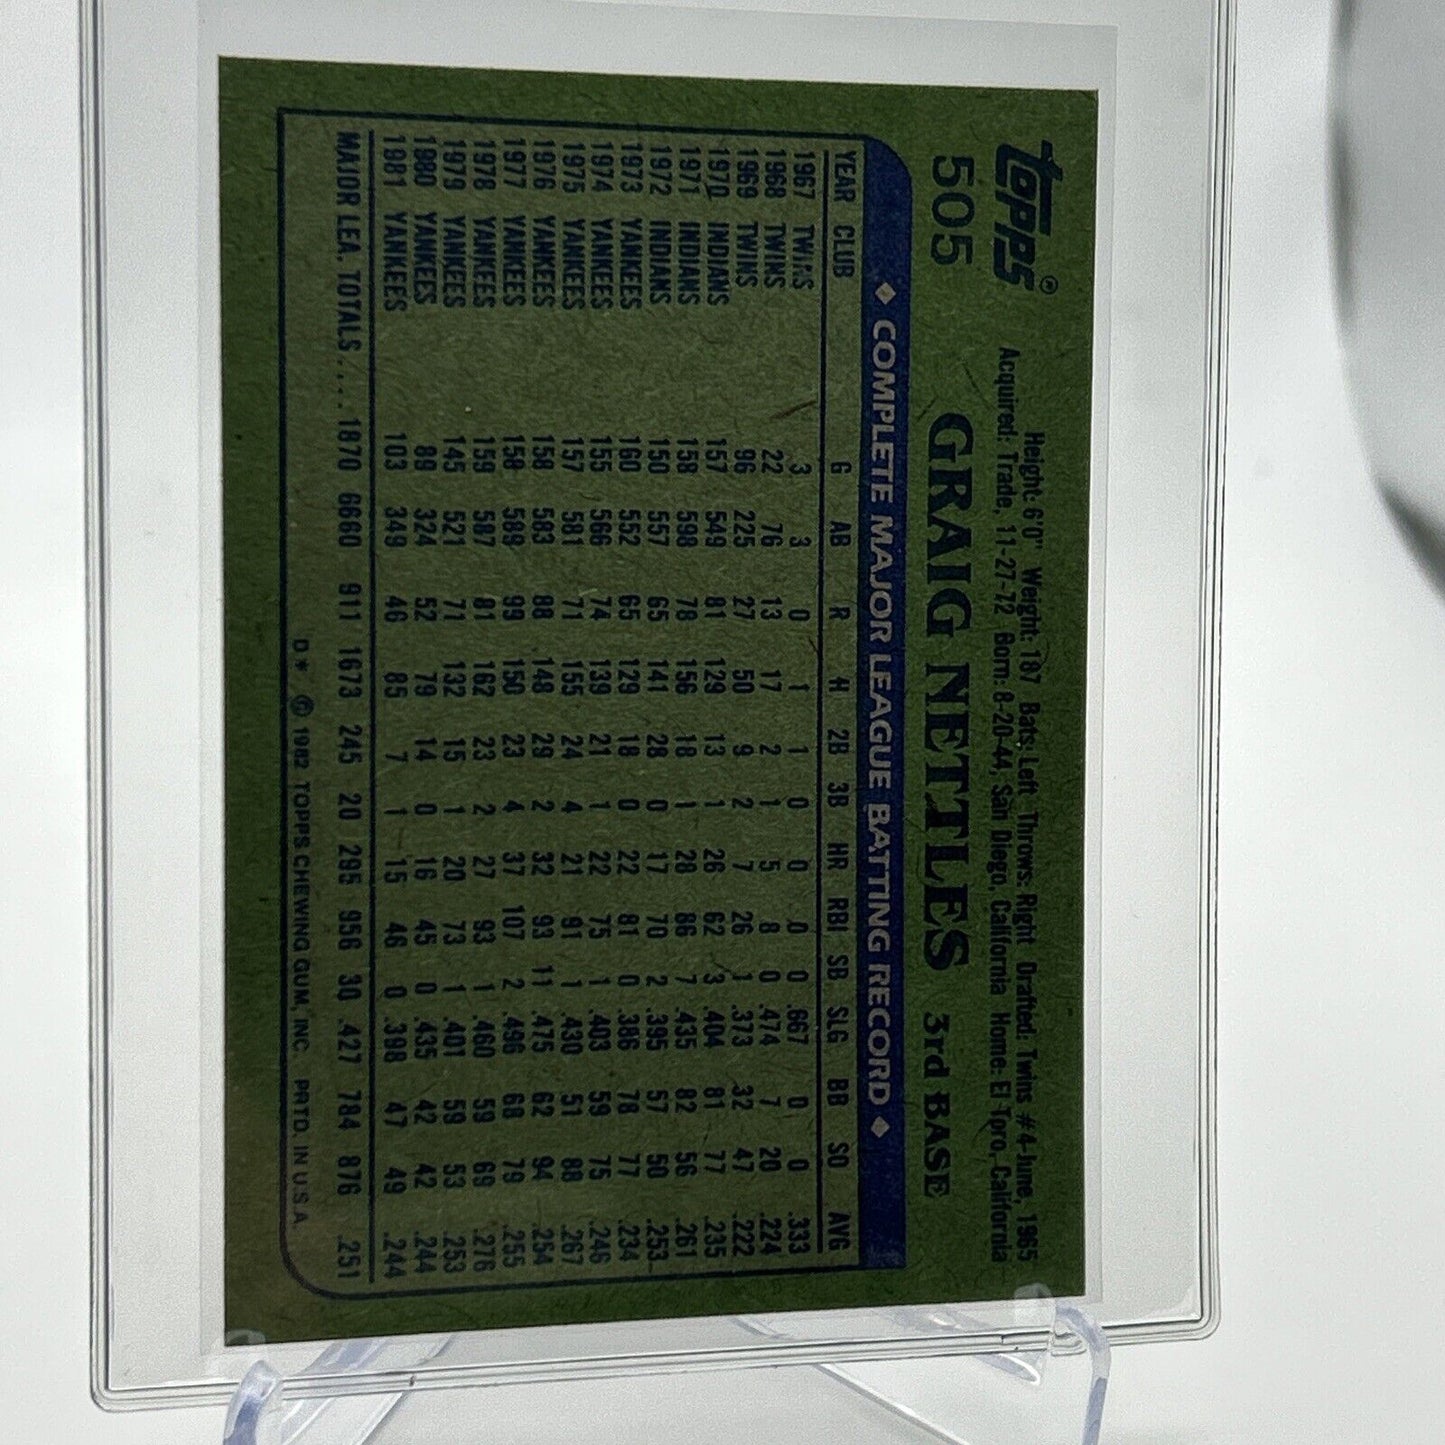 Topps®
505
Height: 6'0" Weight: 187 Bats: Left Throws: Right Drafted: Twins #4-June, 1965
Acquired: Trade, 11-27-72 Born: 8-20-44, San Diego, California Home: El Toro, California
GRAIG NETTLES 3rd BASE
◆ COMPLETE MAJOR LEAGUE BATTING RECORD ◆
YEAR CLUB G AB R H 2B 3B HR RBI SB SLG BB SO AVG
1967 TWINS 3 3 0 1 1 0 0 0 0 .667 0 0 .333
1968 TWINS 22 76 13 17 2 1 5 8 0 .474 7 20 .224
1969 TWINS 96 225 27 50 9 2 7 26 1 .373 32 47 .222
1970 INDIANS 157 549 81 129 13 1 26 62 3 .404 81 77 .235
1971 INDIANS 158 598 78 156 18 1 28 86 7 .435 82 56 .261
1972 INDIANS 150 557 65 141 28 0 17 70 2 .395 57 50 .253
1973 YANKEES 160 552 65 129 18 0 22 81 0 .386 78 77 .234
1974 YANKEES 155 566 74 139 21 1 22 75 1 .403 59 75 .246
1975 YANKEES 157 581 71 155 24 4 21 91 1 .430 51 88 .267
1976 YANKEES 158 583 88 148 29 2 32 93 11 .475 62 94 .254
1977 YANKEES 158 589 99 150 23 4 37 107 2 .496 68 79 .255
1978 YANKEES 159 587 81 162 23 2 27 93 1 .460 59 69 .276
1979 YANKEES 145 521 71 132 15 1 20 73 1 .401 59 53 .253
1980 YANKEES 89 324 52 79 14 0 16 45 0 .435 42 42 .244
1981 YANKEES 103 349 46 85 7 1 15 46 0 .398 47 49 .244
MAJOR LEA. TOTALS..... 1870 6660 911 1673 245 20 295 956 30 .427 784 876 .251
D* © 1982 TOPPS CHEWING GUM, INC. PRTD. IN U.S.A.